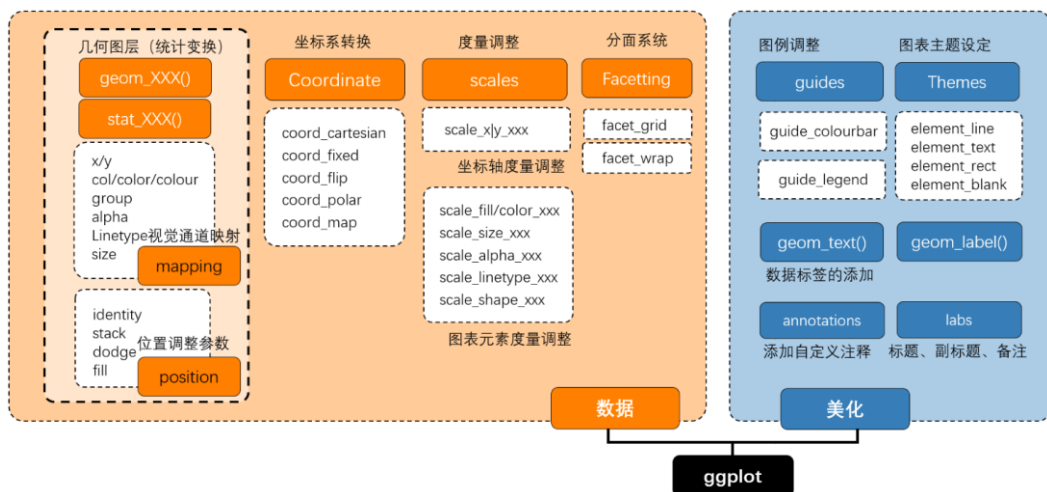 几何图层（统计变换）
geom_XXX()
stat_XXX()
x/y
col/color/colour
group
alpha
Linetype视觉通道映射
size
mapping
identity
stack
dodge
位置调整参数
fill
position
坐标系转换
Coordinate
coord_cartesian
coord_fixed
coord_flip
coord_polar
coord_map
度量调整
scales
scale_x|y_xxx
坐标轴度量调整
scale_fill/color_xxx
scale_size_xxx
scale_alpha_xxx
scale_linetype_xxx
scale_shape_xxx
图表元素度量调整
分面系统
Facetting
facet_grid
facet_wrap
数据
图例调整
guides
guide_colourbar
guide_legend
图表主题设定
Themes
element_line
element_text
element_rect
element_blank
geom_text()
geom_label()
数据标签的添加
annotations
添加自定义注释
labs
标题、副标题、备注
美化
ggplot